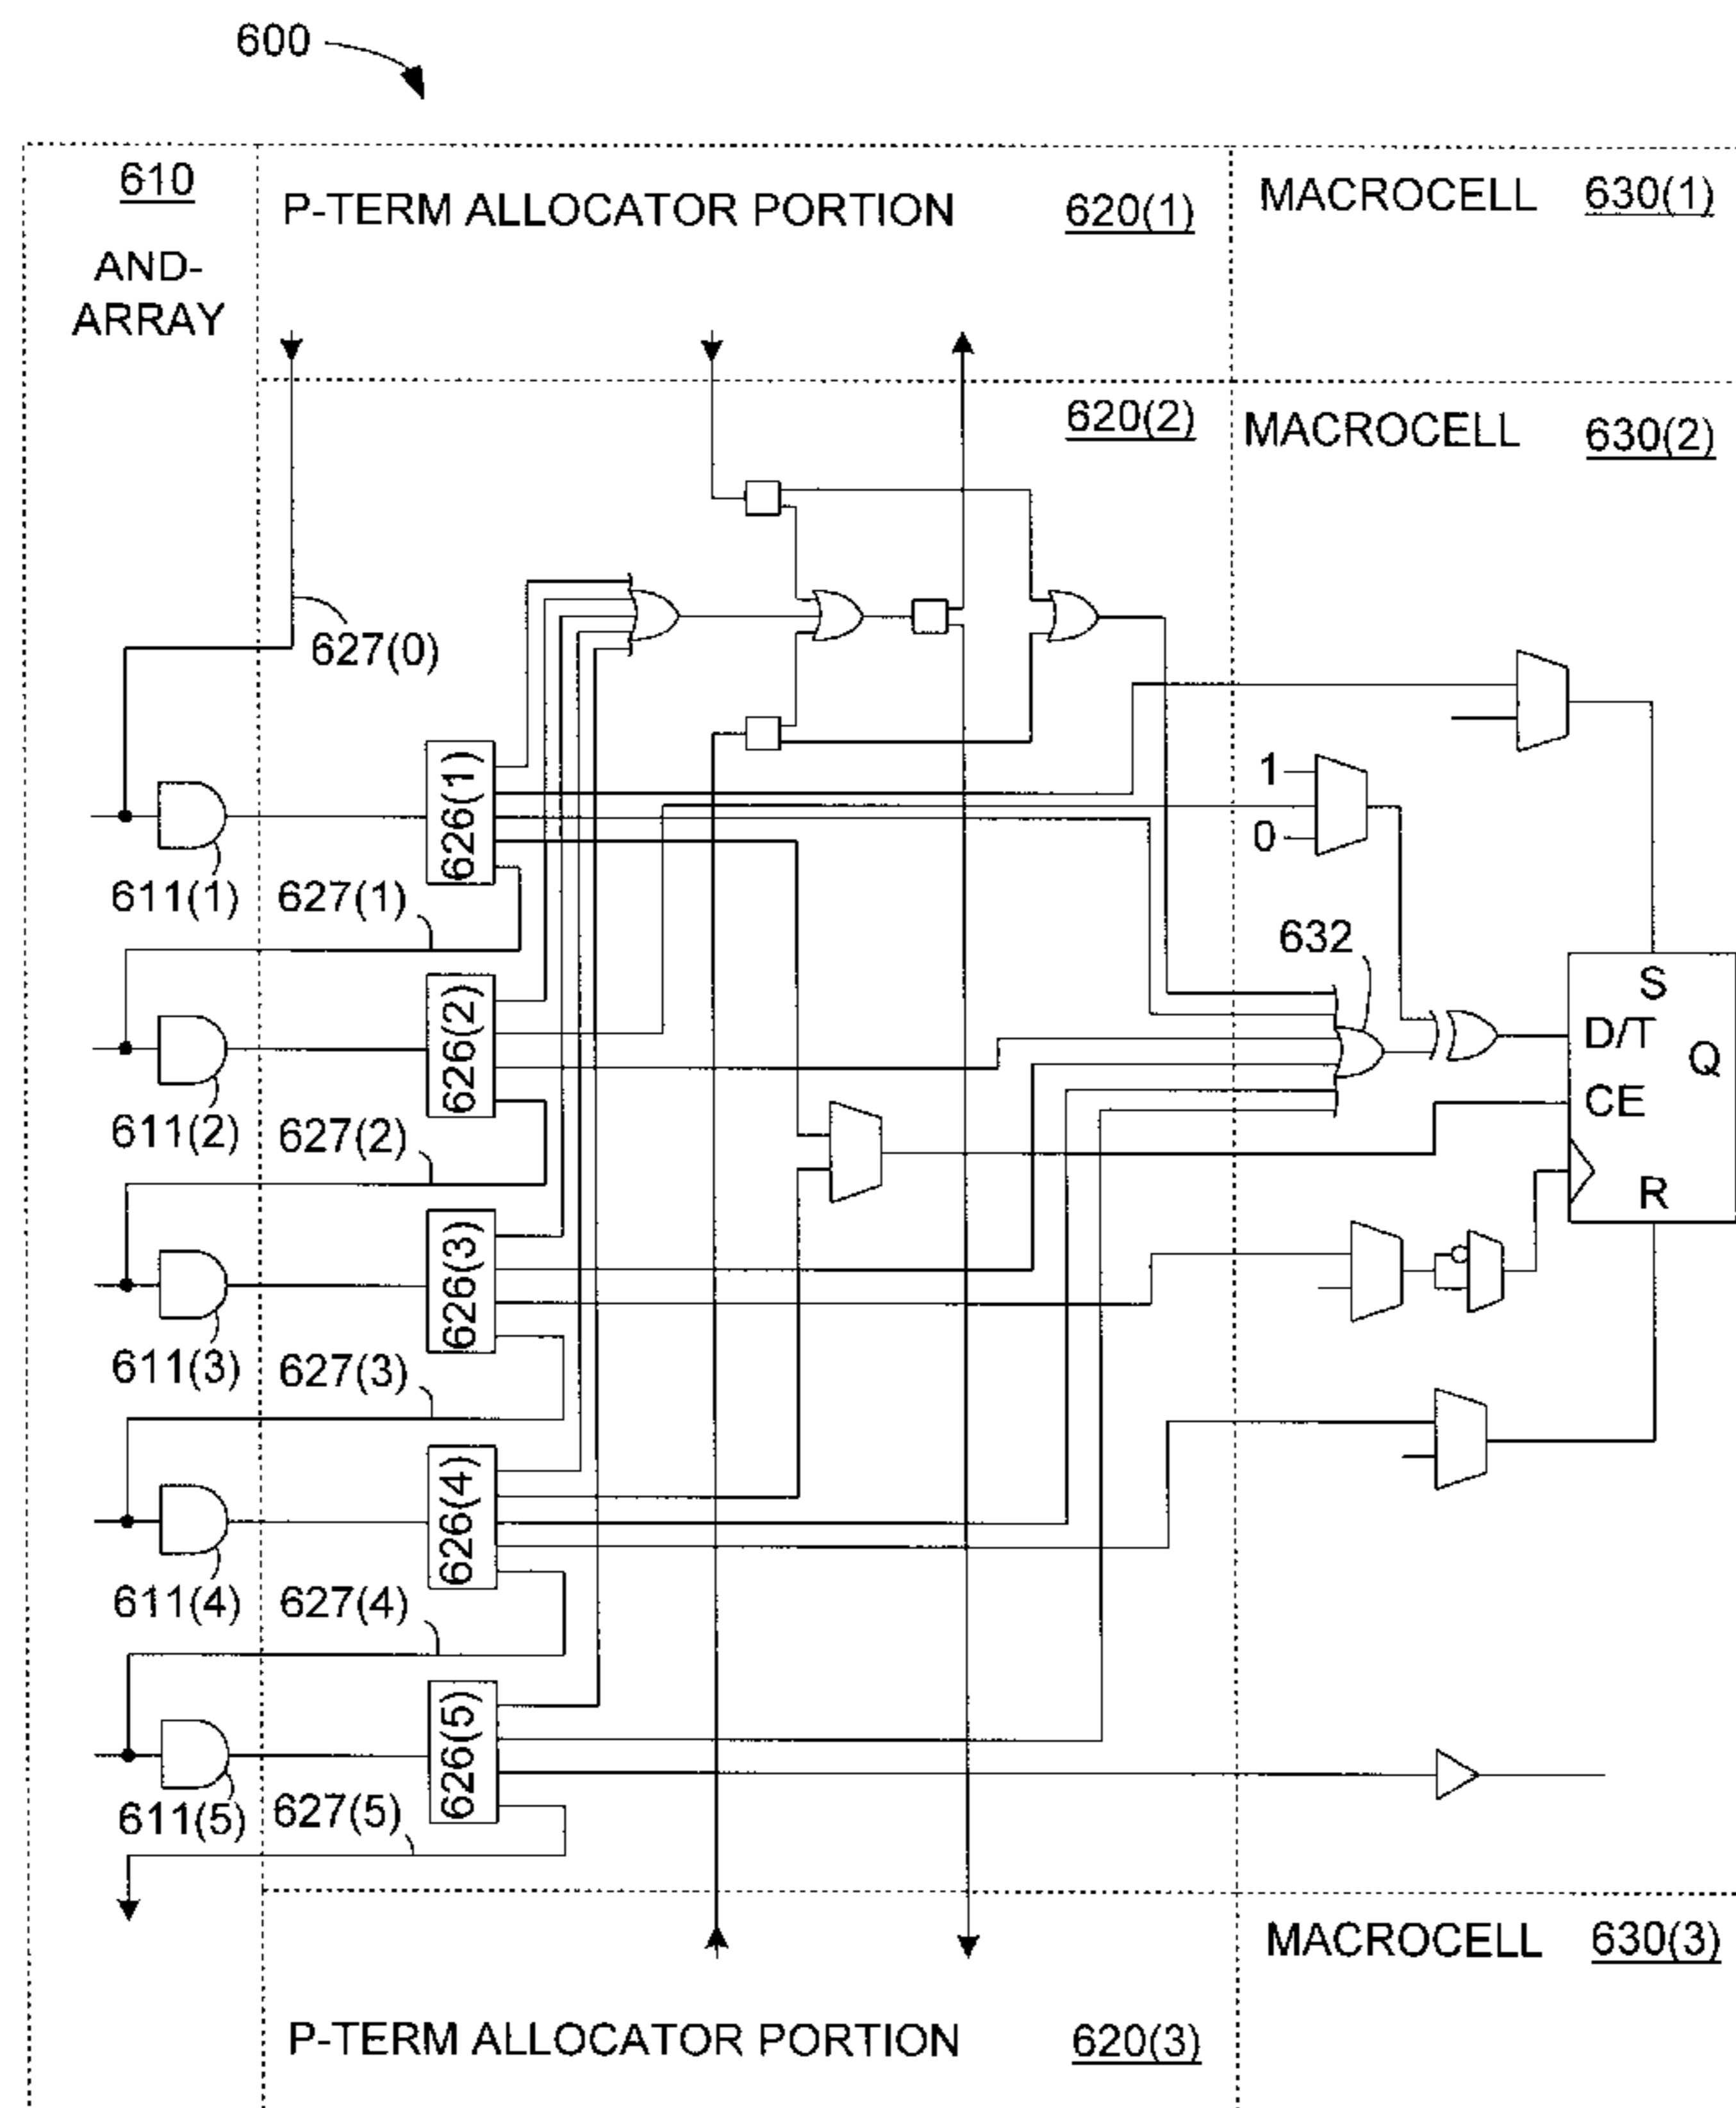 600
610
AND-
ARRAY
P-TERM ALLOCATOR PORTION 620(1)
MACROCELL 630(1)
620(2)
MACROCELL 630(2)
627(0)
626(1)
611(1)
627(1)
1
0
632
626(2)
611(2)
627(2)
S
D/T
Q
CE
R
626(3)
611(3)
627(3)
626(4)
611(4)
627(4)
626(5)
611(5)
627(5)
MACROCELL 630(3)
P-TERM ALLOCATOR PORTION 620(3)